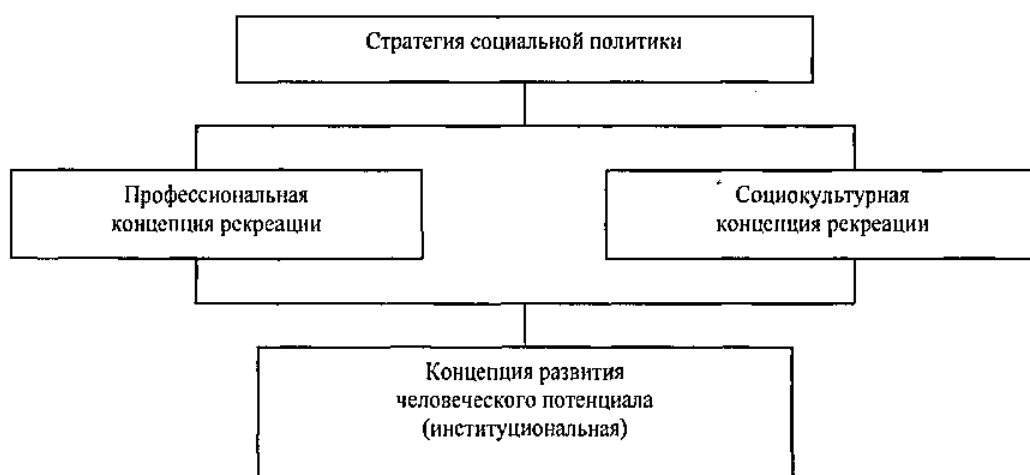 Стратегия социальной политики
Профессиональная
концепция рекреации
Социокультурная
концепция рекреации
Концепция развития
человеческого потенциала
(институциональная)